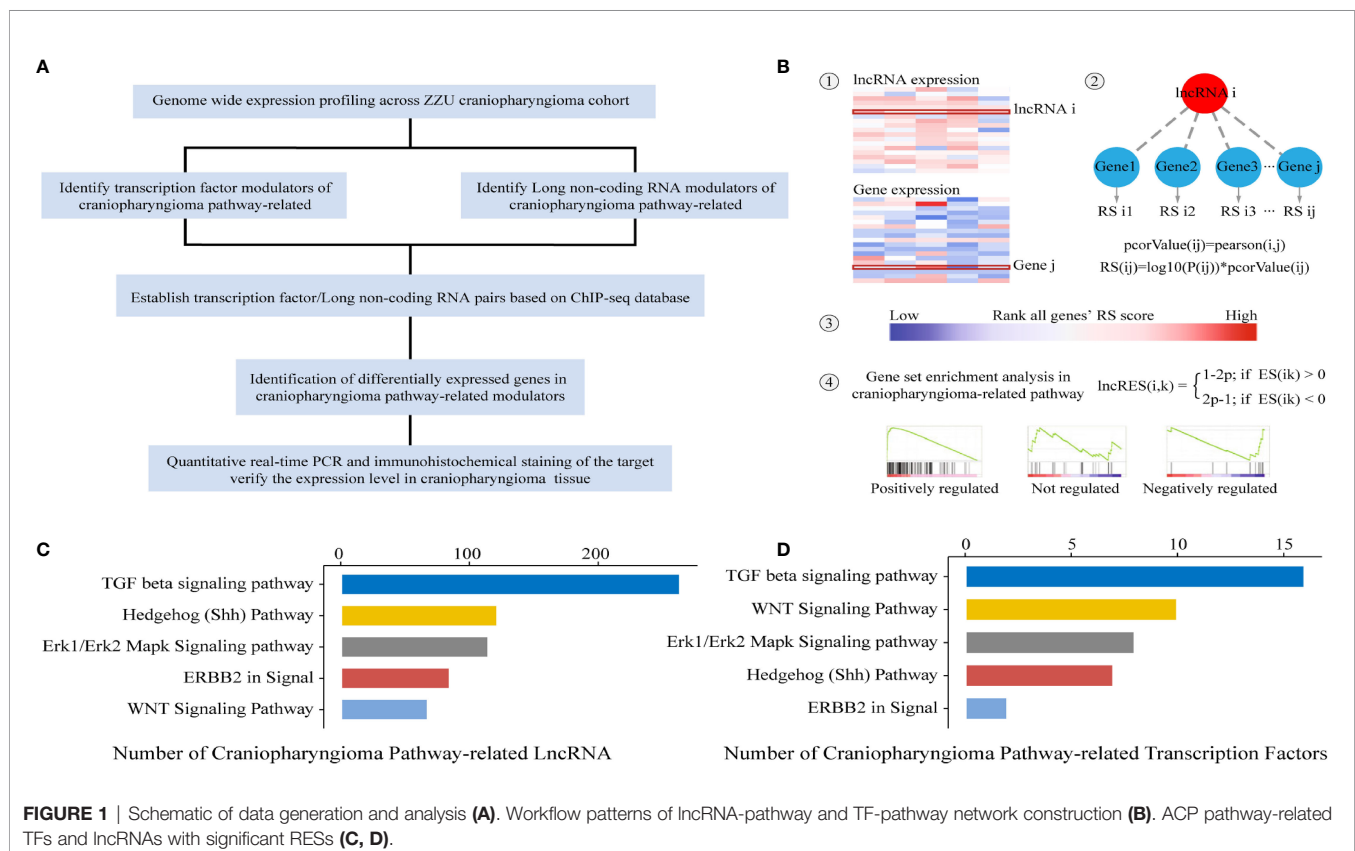 A
Genome wide expression profiling across ZZU craniopharyngioma cohort
Identify transcription factor modulators of
craniopharyngioma pathway-related
Identify Long non-coding RNA modulators of
craniopharyngioma pathway-related
Establish transcription factor/Long non-coding RNA pairs based on ChIP-seq database
Identification of differentially expressed genes in
craniopharyngioma pathway-related modulators
Quantitative real-time PCR and immunohistochemical staining of the target
verify the expression level in craniopharyngioma tissue
B
①
lncRNA expression
lncRNA i
Gene expression
Gene j
②
lncRNA i
Gene1 Gene2 Gene3 ··· Gene j
RS i1 RS i2 RS i3 ··· RS ij
pcorValue(ij)=pearson(i,j)
RS(ij)=log10(P(ij))*pcorValue(ij)
③
Low Rank all genes' RS score High
④
Gene set enrichment analysis in
craniopharyngioma-related pathway
lncRES(i,k) = {
1-2p; if ES(ik) > 0
2p-1; if ES(ik) < 0
Positively regulated Not regulated Negatively regulated
C
0 100 200
TGF beta signaling pathway
Hedgehog (Shh) Pathway
Erk1/Erk2 Mapk Signaling pathway
ERBB2 in Signal
WNT Signaling Pathway
Number of Craniopharyngioma Pathway-related LncRNA
D
0 5 10 15
TGF beta signaling pathway
WNT Signaling Pathway
Erk1/Erk2 Mapk Signaling pathway
Hedgehog (Shh) Pathway
ERBB2 in Signal
Number of Craniopharyngioma Pathway-related Transcription Factors
FIGURE 1 | Schematic of data generation and analysis (A). Workflow patterns of lncRNA-pathway and TF-pathway network construction (B). ACP pathway-related
TFs and lncRNAs with significant RESs (C, D).